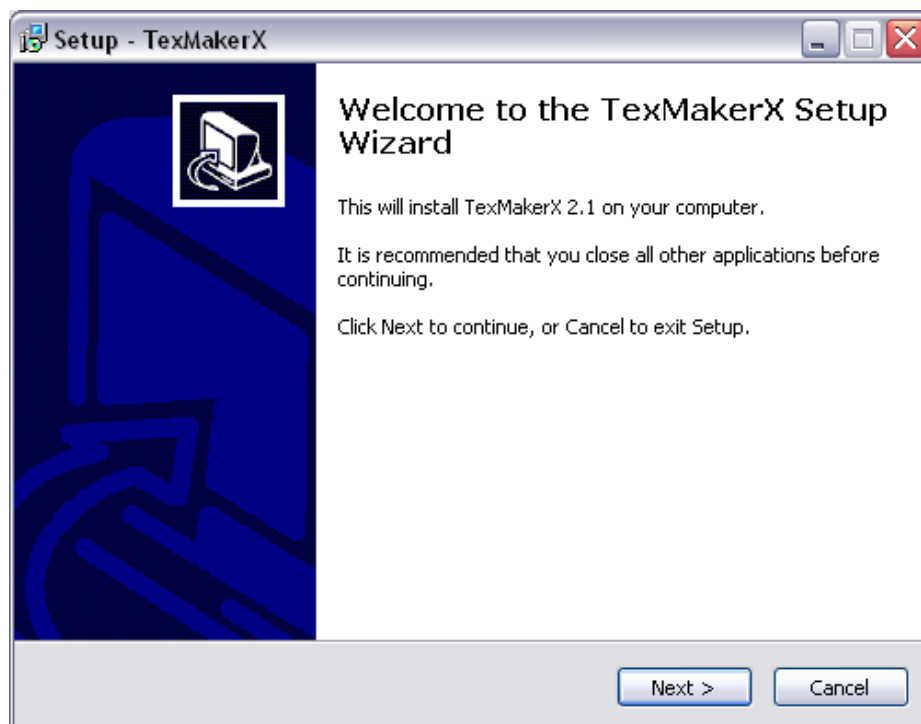 Setup - TexMakerX
Welcome to the TexMakerX Setup
Wizard
This will install TexMakerX 2.1 on your computer.
It is recommended that you close all other applications before
continuing.
Click Next to continue, or Cancel to exit Setup.
Next >
Cancel